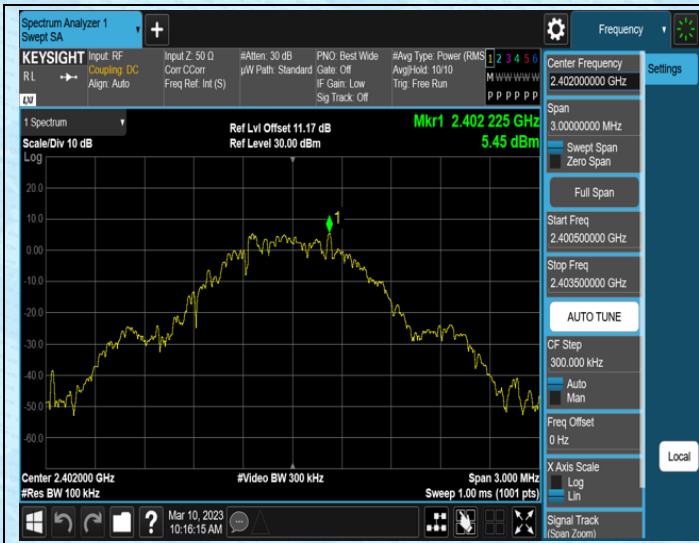 Spectrum Analyzer 1
Swept SA
Frequency
KEYSIGHT
RL
Input: RF
Coupling: DC
Align: Auto
Input Z: 50 Ω
Corr CCorr
Freq Ref: Int (S)
#Atten: 30 dB
µW Path: Standard
PNO: Best Wide
Gate: Off
IF Gain: Low
Sig Track: Off
#Avg Type: Power (RMS
Avg|Hold: 10/10
Trig: Free Run
1 2 3 4 5 6
M W W W W W
P P P P P P
LXI
1 Spectrum
Scale/Div 10 dB
Ref Lvl Offset 11.17 dB
Ref Level 30.00 dBm
Mkr1 2.402 225 GHz
5.45 dBm
Log
20.0
10.0
0.00
-10.0
-20.0
-30.0
-40.0
-50.0
-60.0
1
Center 2.402000 GHz
#Res BW 100 kHz
#Video BW 300 kHz
Span 3.000 MHz
Sweep 1.00 ms (1001 pts)
Mar 10, 2023
10:16:15 AM
Center Frequency
2.402000000 GHz
Span
3.00000000 MHz
Swept Span
Zero Span
Full Span
Start Freq
2.400500000 GHz
Stop Freq
2.403500000 GHz
AUTO TUNE
CF Step
300.000 kHz
Auto
Man
Freq Offset
0 Hz
X Axis Scale
Log
Lin
Signal Track
(Span Zoom)
Settings
Local